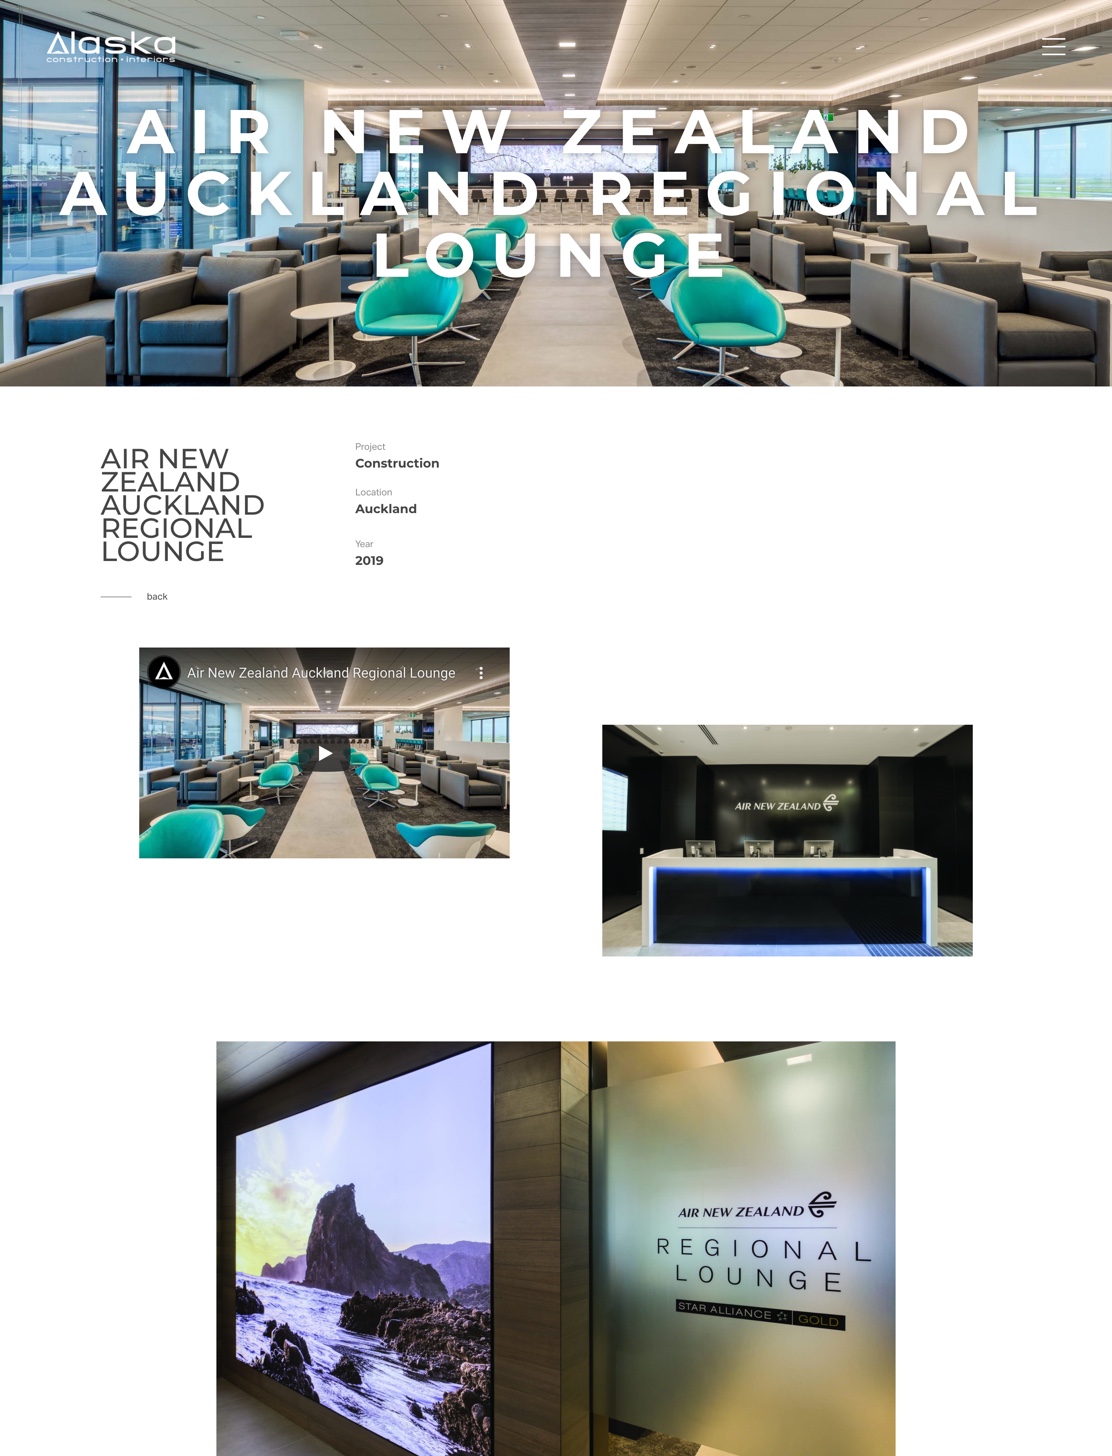 Alaska
construction • interiors
AIR NEW ZEALAND
AUCKLAND REGIONAL
LOUNGE
AIR NEW
ZEALAND
AUCKLAND
REGIONAL
LOUNGE
Project
Construction
Location
Auckland
Year
2019
back
Air New Zealand Auckland Regional Lounge
AIR NEW ZEALAND
AIR NEW ZEALAND
REGIONAL
LOUNGE
STAR ALLIANCE GOLD